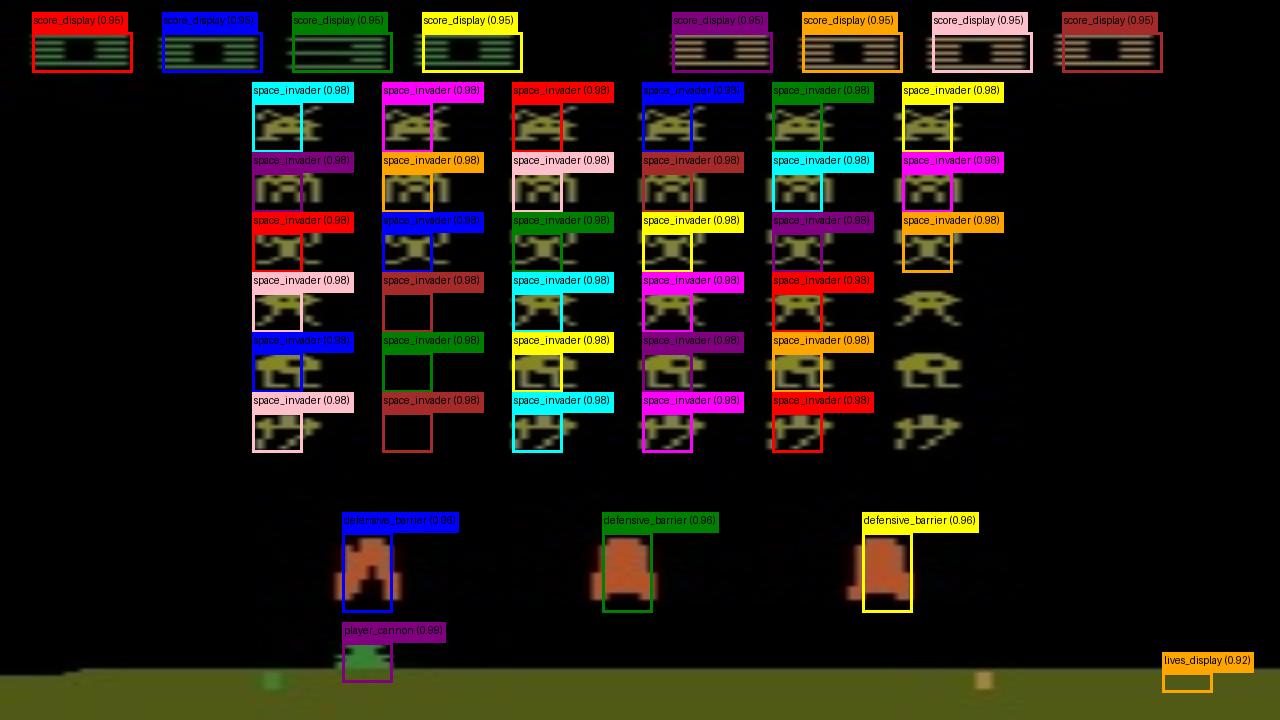 score_display (0.95) score_display (0.95) score_display (0.95) score_display (0.95) score_display (0.95) score_display (0.95) score_display (0.95) score_display (0.95)
space_invader (0.98) space_invader (0.98) space_invader (0.98) space_invader (0.98) space_invader (0.98) space_invader (0.98)
space_invader (0.98) space_invader (0.98) space_invader (0.98) space_invader (0.98) space_invader (0.98) space_invader (0.98)
space_invader (0.98) space_invader (0.98) space_invader (0.98) space_invader (0.98) space_invader (0.98) space_invader (0.98)
space_invader (0.98) space_invader (0.98) space_invader (0.98) space_invader (0.98) space_invader (0.98)
space_invader (0.98) space_invader (0.98) space_invader (0.98) space_invader (0.98) space_invader (0.98)
space_invader (0.98) space_invader (0.98) space_invader (0.98) space_invader (0.98) space_invader (0.98)
defensive_barrier (0.96) defensive_barrier (0.96) defensive_barrier (0.96)
player_cannon (0.99)
lives_display (0.92)